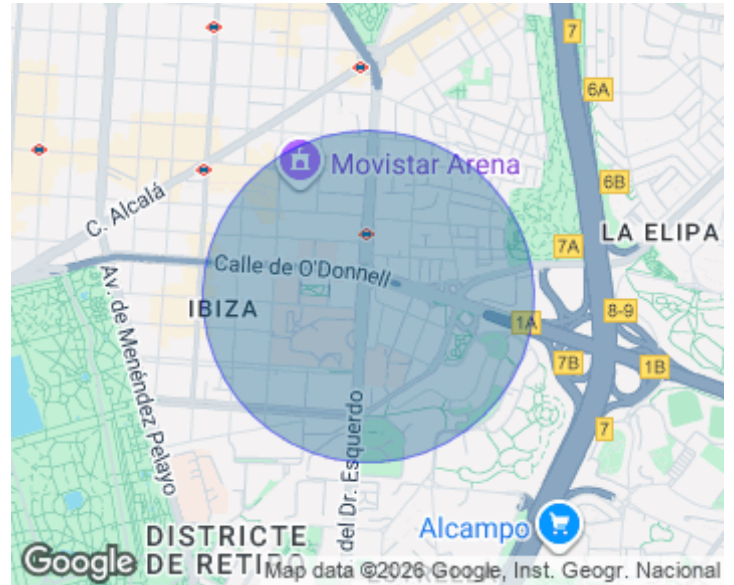 7
6A
Movistar Arena
6B
C. Alcalá
LA ELIPA
7A
Calle de O'Donnell
IBIZA
8-9
1A
Av. de Menéndez Pelayo
7B
1B
del Dr. Esquerdo
7
Alcampo
DISTRICTE
DE RETIRO
Google
Map data ©2026 Google, Inst. Geogr. Nacional